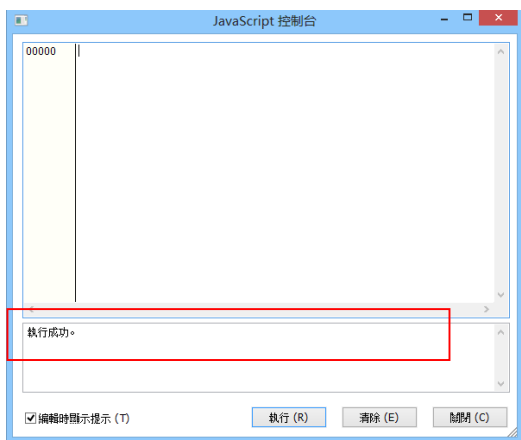 JavaScript 控制台
00000
執行成功。
編輯時顯示提示 (T)
執行 (R)
清除 (E)
關閉 (C)